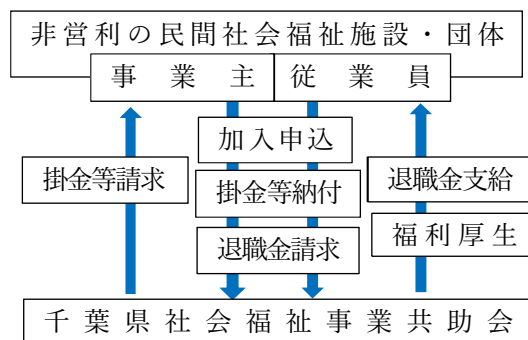 非営利の民間社会福祉施設・団体
事業主
従業員
加入申込
掛金等請求
掛金等納付
退職金支給
退職金請求
福利厚生
千葉県社会福祉事業共助会